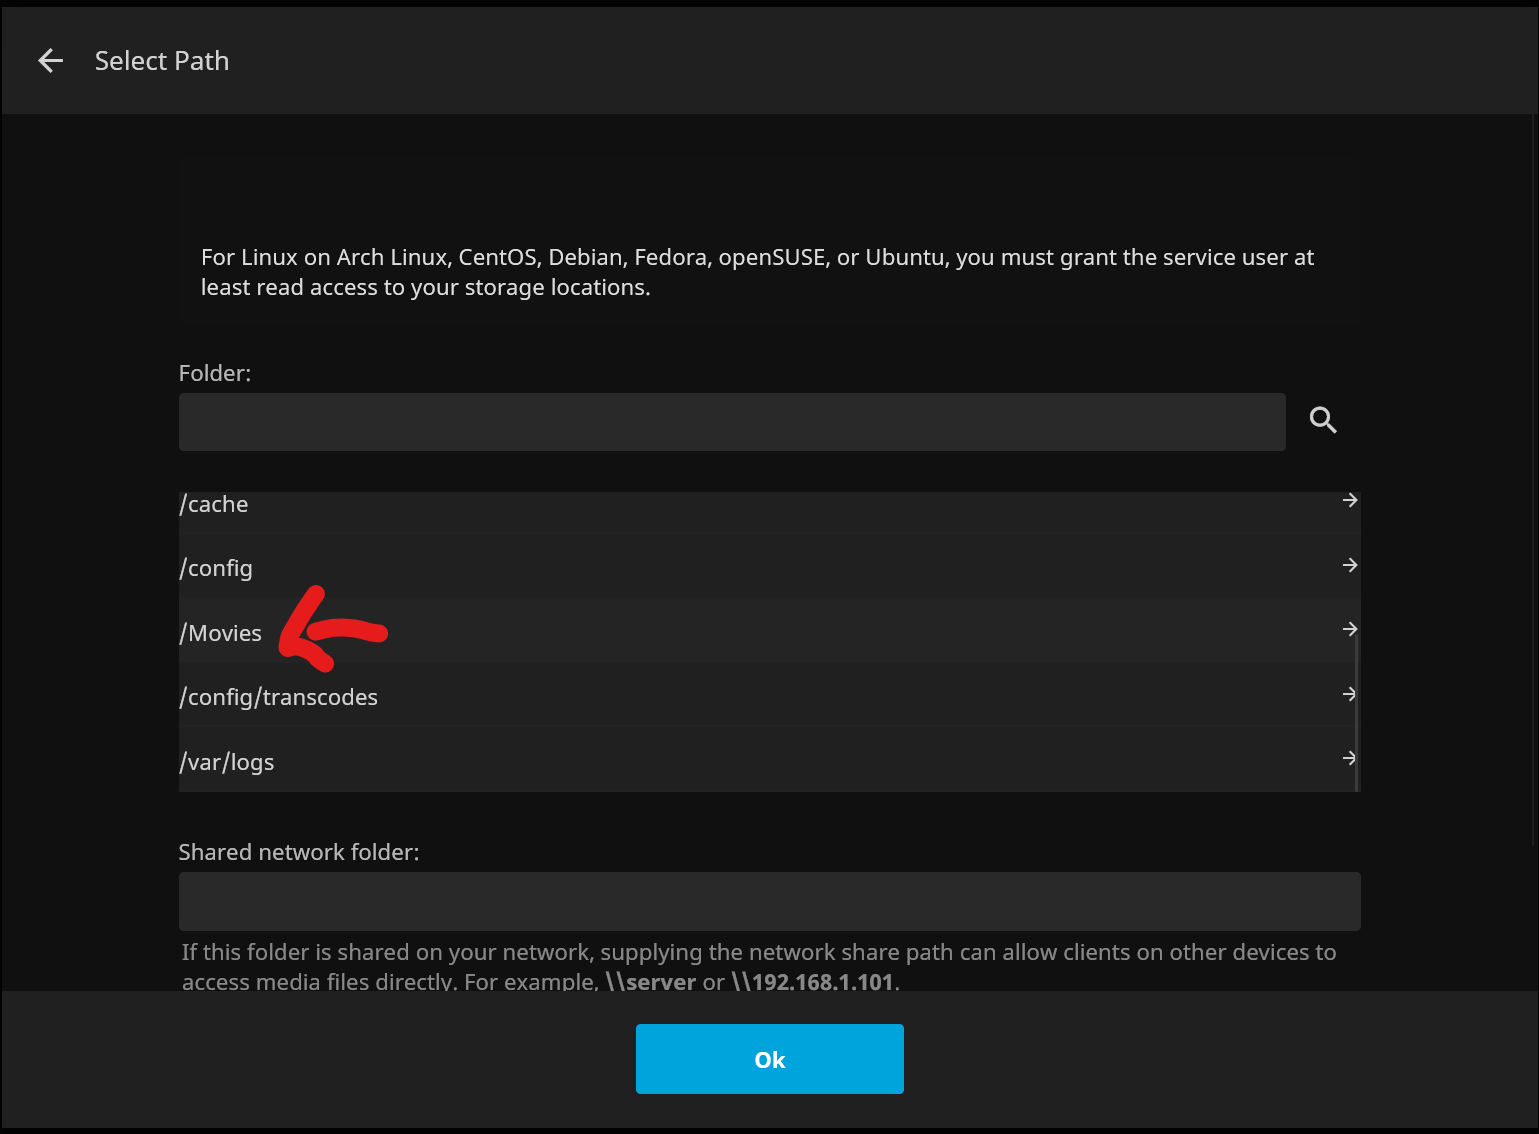 Select Path
For Linux on Arch Linux, CentOS, Debian, Fedora, openSUSE, or Ubuntu, you must grant the service user at
least read access to your storage locations.
Folder:
/cache
/config
/Movies
/config/transcodes
/var/logs
Shared network folder:
If this folder is shared on your network, supplying the network share path can allow clients on other devices to
access media files directly. For example, \\server or \\192.168.1.101.
Ok